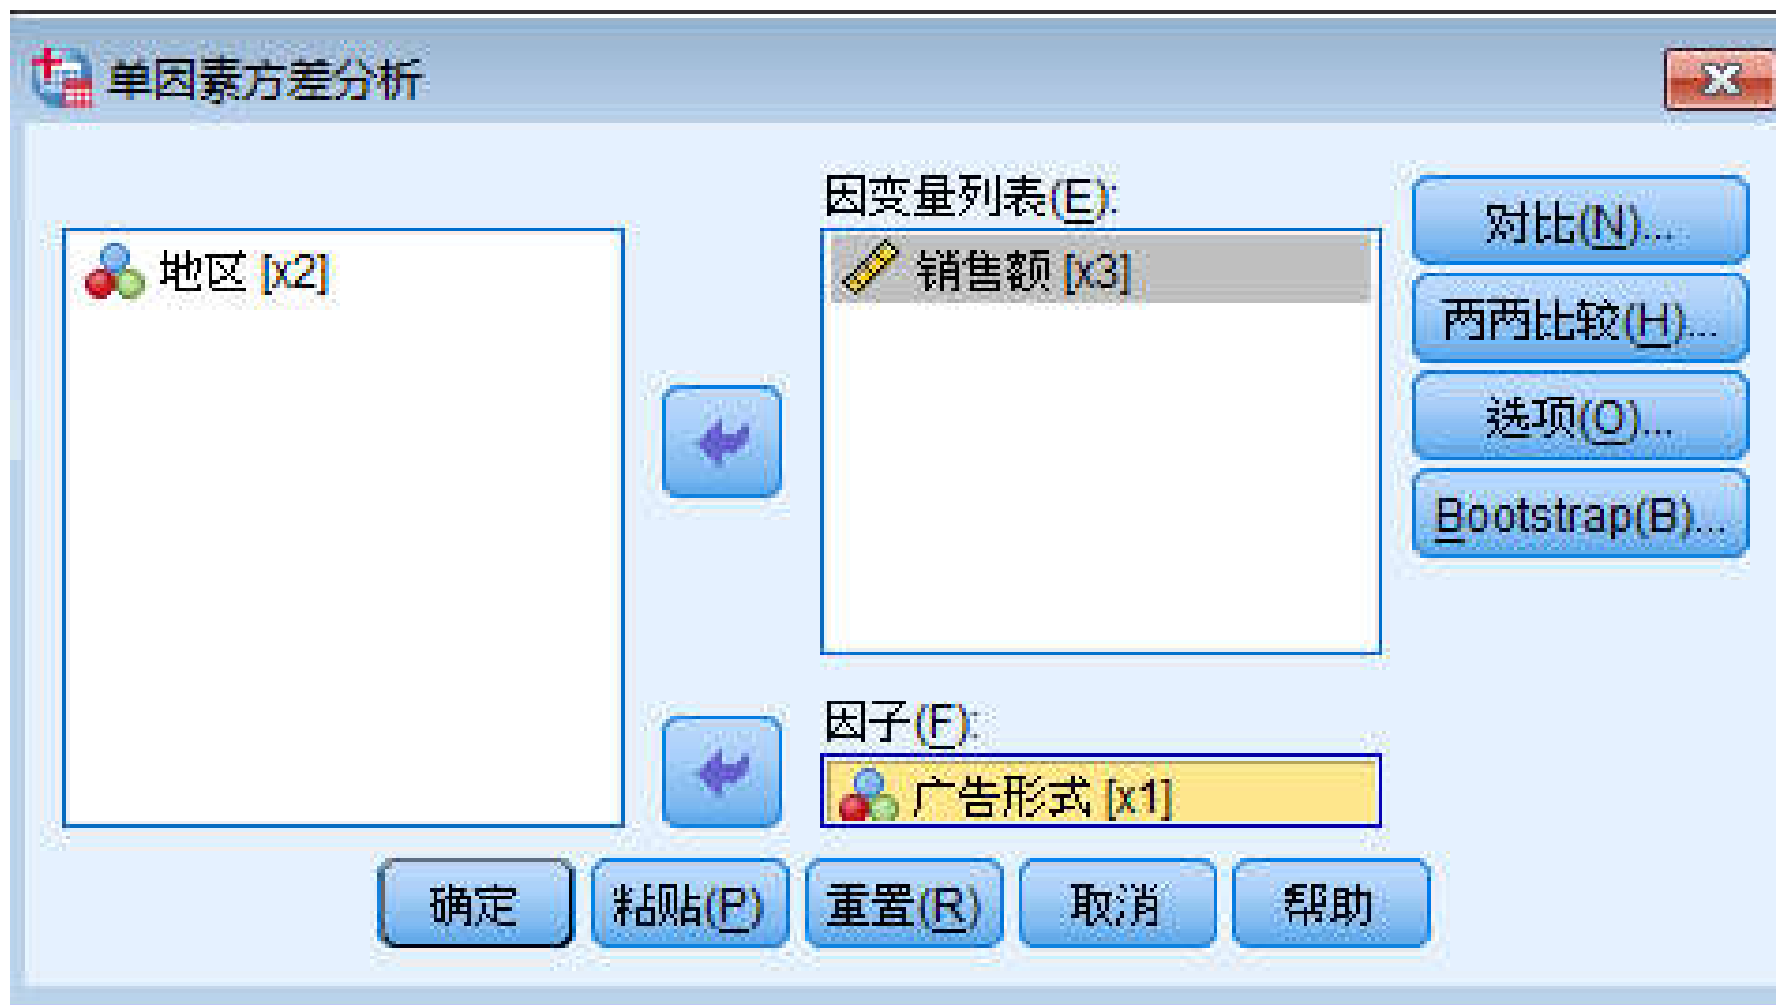 单因素方差分析
因变量列表(E):
地区 [x2]
销售额 [x3]
对比(N)...
两两比较(H)...
选项(O)...
Bootstrap(B)...
因子(F):
广告形式 [x1]
确定
粘贴(P)
重置(R)
取消
帮助